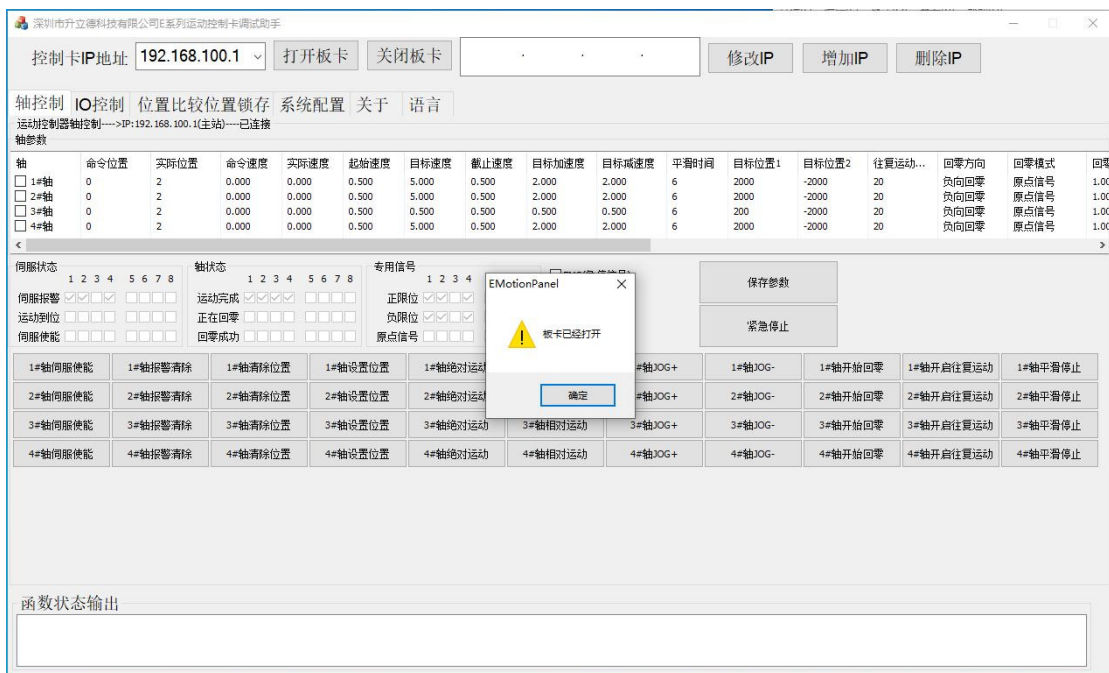 深圳市升立德科技有限公司E系列运动控制卡调试助手
控制卡IP地址 192.168.100.1 打开板卡 关闭板卡 . . . 修改IP 增加IP 删除IP
轴控制 IO控制 位置比较位置锁存 系统配置 关于 语言
运动控制器轴控制---->IP:192.168.100.1(主站)----已连接
轴参数
轴 命令位置 实际位置 命令速度 实际速度 起始速度 目标速度 截止速度 目标加速度 目标减速度 平滑时间 目标位置1 目标位置2 往复运动... 回零方向 回零模式 回零
1#轴 0 2 0.000 0.000 0.500 5.000 0.500 2.000 2.000 6 2000 -2000 20 负向回零 原点信号 1.00
2#轴 0 2 0.000 0.000 0.500 5.000 0.500 2.000 2.000 6 2000 -2000 20 负向回零 原点信号 1.00
3#轴 0 2 0.000 0.000 0.500 0.500 0.500 0.500 0.500 6 200 -200 20 负向回零 原点信号 1.00
4#轴 0 2 0.000 0.000 0.500 5.000 0.500 2.000 2.000 6 2000 -2000 20 负向回零 原点信号 1.00
伺服状态 轴状态 专用信号
1 2 3 4 5 6 7 8 1 2 3 4 5 6 7 8 1 2 3 4
伺服报警 运动完成 正限位
运动到位 正在回零 负限位
伺服使能 回零成功 原点信号
保存参数
紧急停止
EMotionPanel
板卡已经打开
确定
1#轴伺服使能 1#轴报警清除 1#轴清除位置 1#轴设置位置 1#轴绝对运动 #轴JOG+ 1#轴JOG- 1#轴开始回零 1#轴开启往复运动 1#轴平滑停止
2#轴伺服使能 2#轴报警清除 2#轴清除位置 2#轴设置位置 2#轴绝对运动 #轴JOG+ 2#轴JOG- 2#轴开始回零 2#轴开启往复运动 2#轴平滑停止
3#轴伺服使能 3#轴报警清除 3#轴清除位置 3#轴设置位置 3#轴绝对运动 3#轴相对运动 3#轴JOG+ 3#轴JOG- 3#轴开始回零 3#轴开启往复运动 3#轴平滑停止
4#轴伺服使能 4#轴报警清除 4#轴清除位置 4#轴设置位置 4#轴绝对运动 4#轴相对运动 4#轴JOG+ 4#轴JOG- 4#轴开始回零 4#轴开启往复运动 4#轴平滑停止
函数状态输出